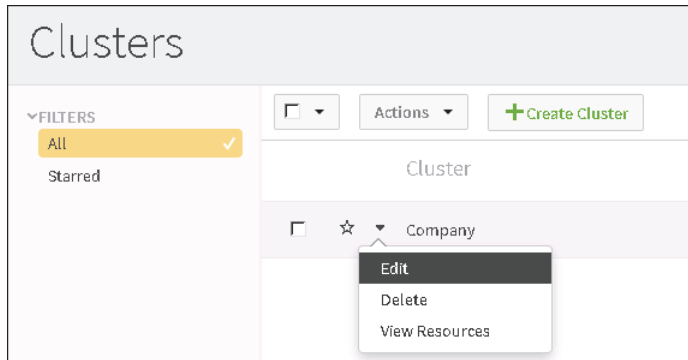 Clusters
FILTERS
All
Starred
Actions
Create Cluster
Cluster
Company
Edit
Delete
View Resources